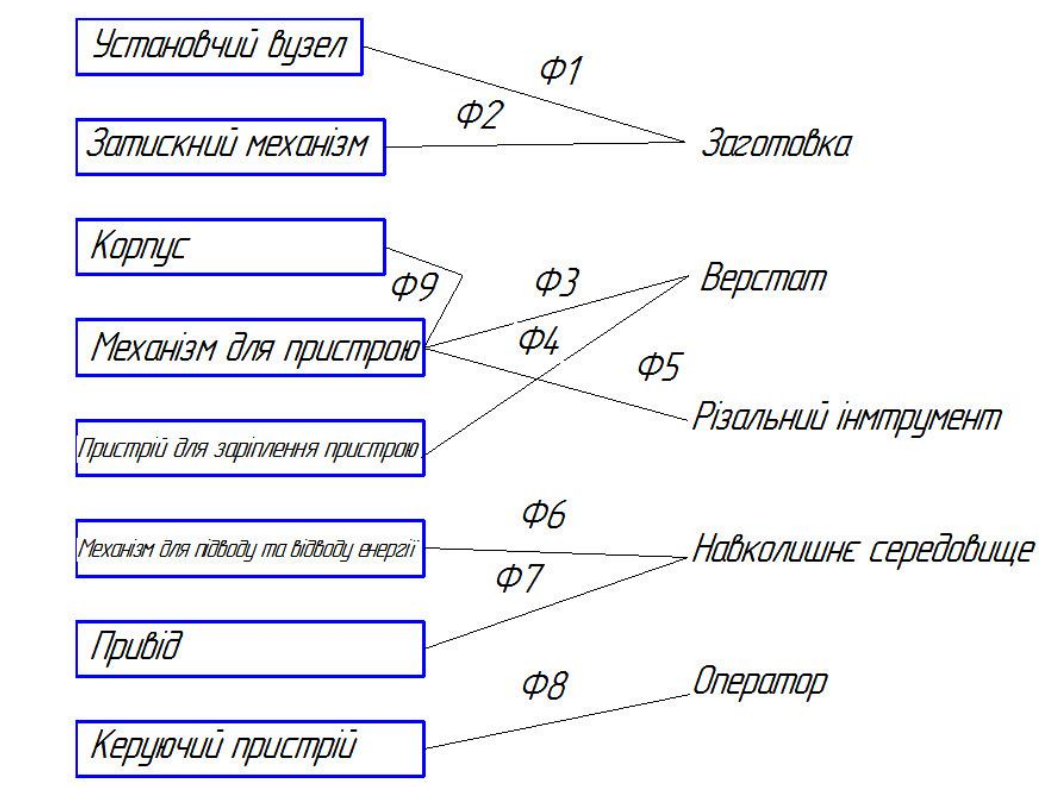 Установчий вузел
Ф1
Ф2
Затискний механізм
Заготовка
Корпус
Ф9
Ф3
Верстат
Механізм для пристрою
Ф4
Ф5
Різальний інмтрумент
Пристрій для заріплення пристрою
Ф6
Механізм для підводу та відводу енергії
Навколишнє середовище
Ф7
Привід
Ф8
Оператор
Керуючий пристрій